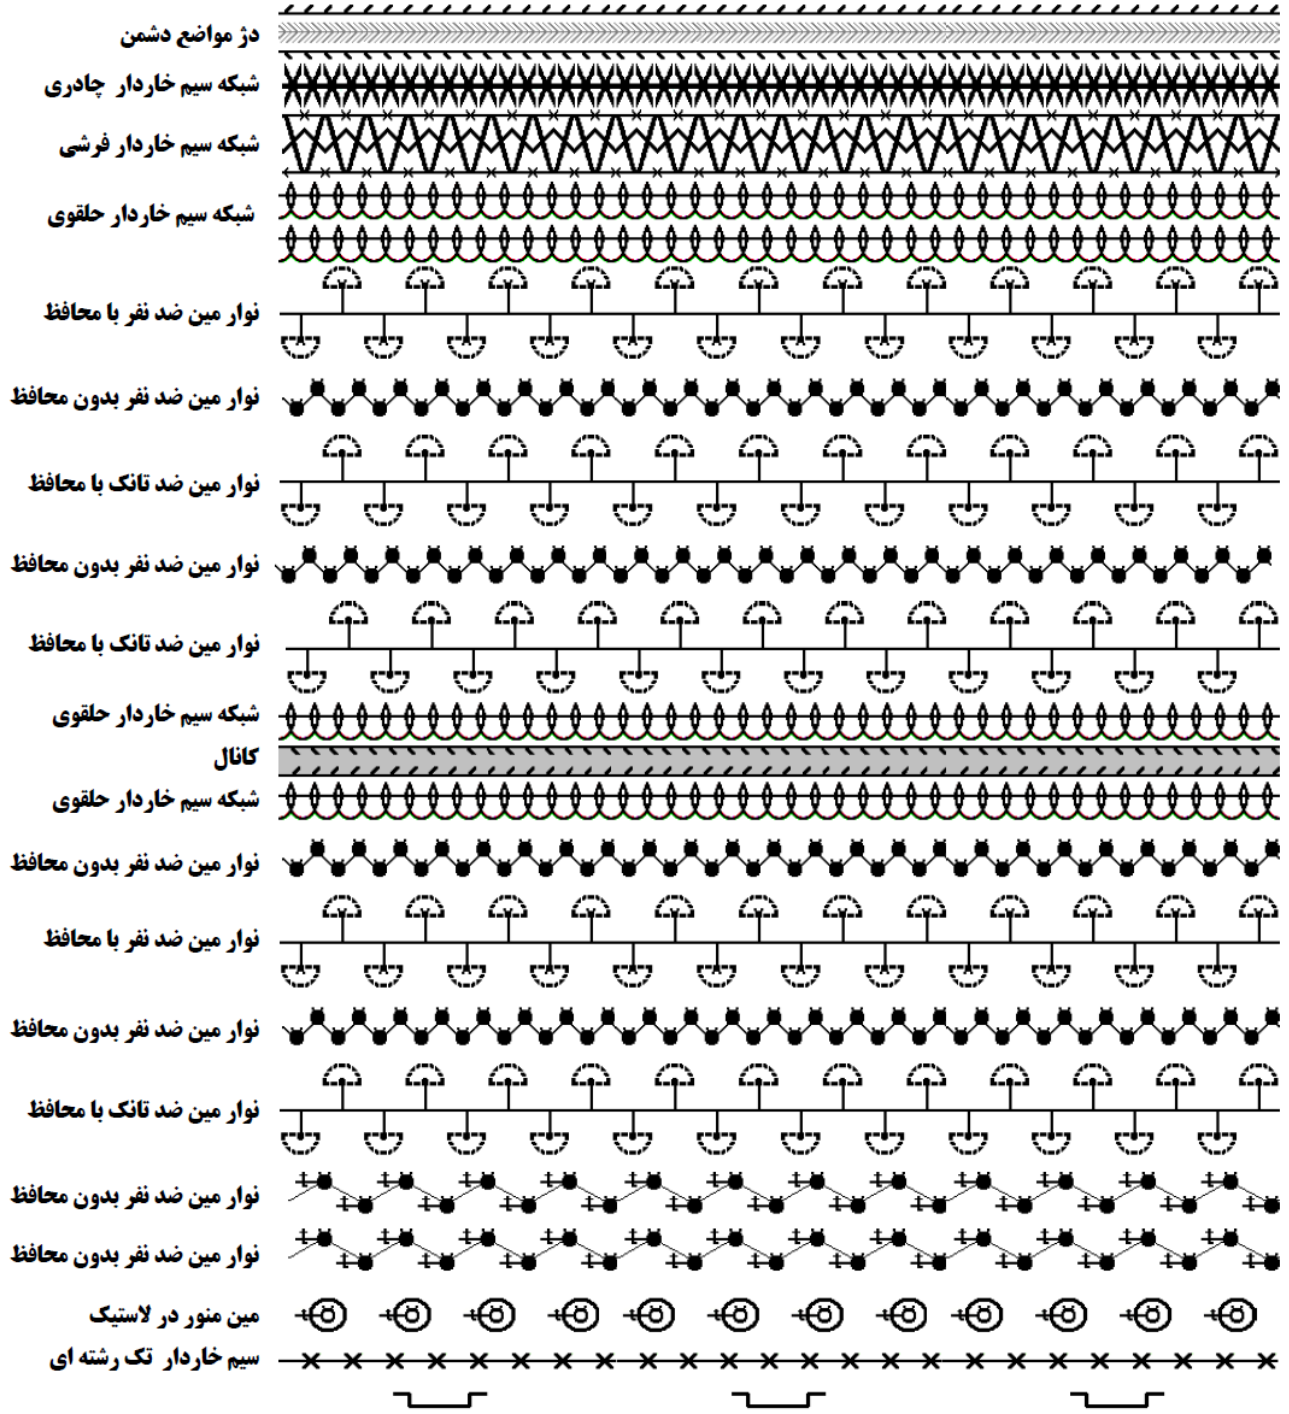 دژ مواضع دشمن
شبکه سیم خاردار چادری
شبکه سیم خاردار فرشی
شبکه سیم خاردار حلقوی
نوار مین ضد نفر با محافظ
نوار مین ضد نفر بدون محافظ
نوار مین ضد تانک با محافظ
نوار مین ضد نفر بدون محافظ
نوار مین ضد تانک با محافظ
شبکه سیم خاردار حلقوی
کانال
شبکه سیم خاردار حلقوی
نوار مین ضد نفر بدون محافظ
نوار مین ضد نفر با محافظ
نوار مین ضد نفر بدون محافظ
نوار مین ضد تانک با محافظ
نوار مین ضد نفر بدون محافظ
نوار مین ضد نفر بدون محافظ
مین منور در لاستیک
سیم خاردار تک رشته ای